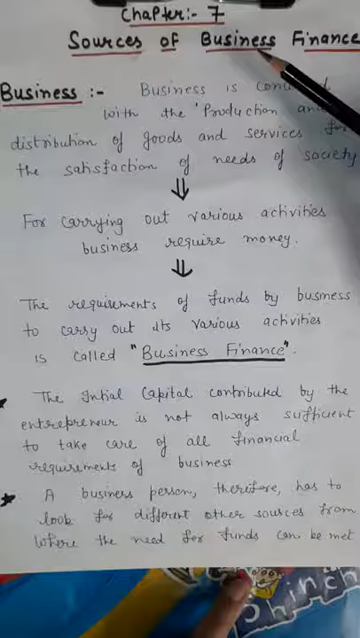 Chapter:- 7
Sources of Business Finance
Business :- Business is
with the "Production
distribution of goods and services for
the satisfaction of needs of society
For carrying out various activities
business require money.
The requirements of funds by business
to carry out its various activities
is called "Business Finance".
The Intial Capital contributed by the
entrepreneur is not always sufficient
to take care of all financial
requirements of business
A business person, therefore, has to
look for different other sources from
where the need for funds can be met